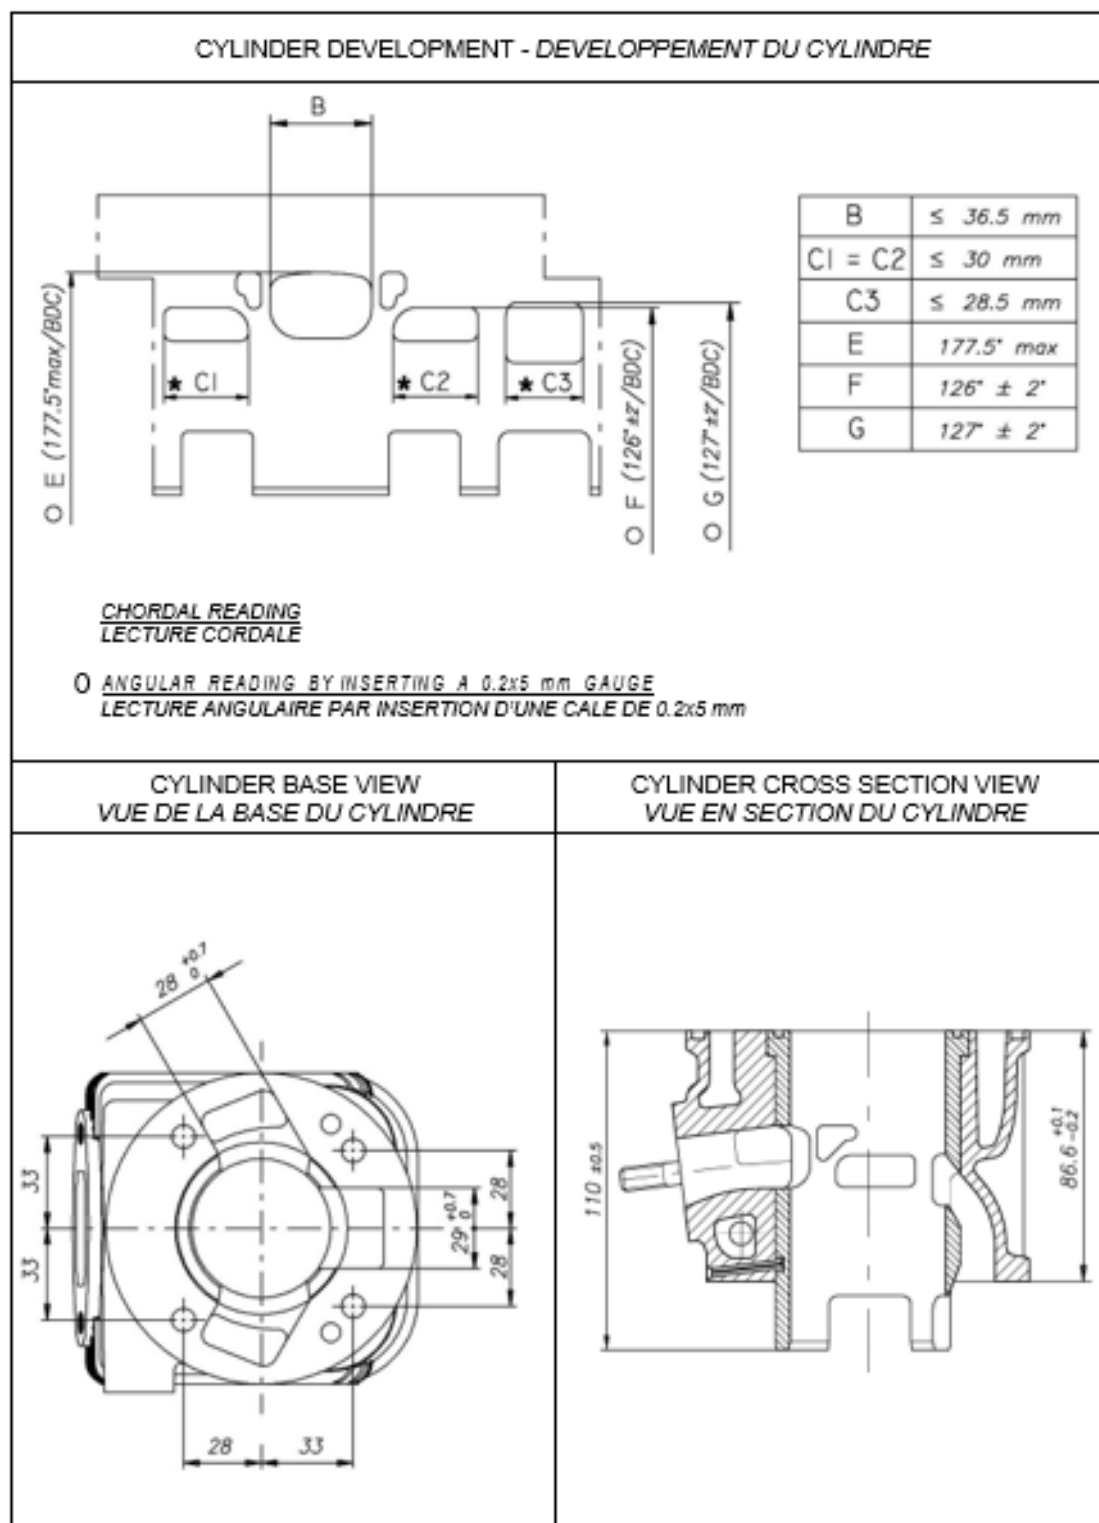 CYLINDER DEVELOPMENT - DEVELOPPEMENT DU CYLINDRE
B
B ≤ 36.5 mm
C1 = C2 ≤ 30 mm
C3 ≤ 28.5 mm
E 177.5° max
F 126° ± 2°
G 127° ± 2°
O E (177.5°max/BDC)
* C1
* C2
* C3
O F (126°±2°/BDC)
O G (127°±2°/BDC)
CHORDAL READING
LECTURE CORDALE
O ANGULAR READING BY INSERTING A 0.2x5 mm GAUGE
LECTURE ANGULAIRE PAR INSERTION D'UNE CALE DE 0.2x5 mm
CYLINDER BASE VIEW
VUE DE LA BASE DU CYLINDRE
CYLINDER CROSS SECTION VIEW
VUE EN SECTION DU CYLINDRE
28 +0.7 0
33
33
28
29 +0.7 0
28
28
33
110 ±0.5
86.6 +0.1 -0.2